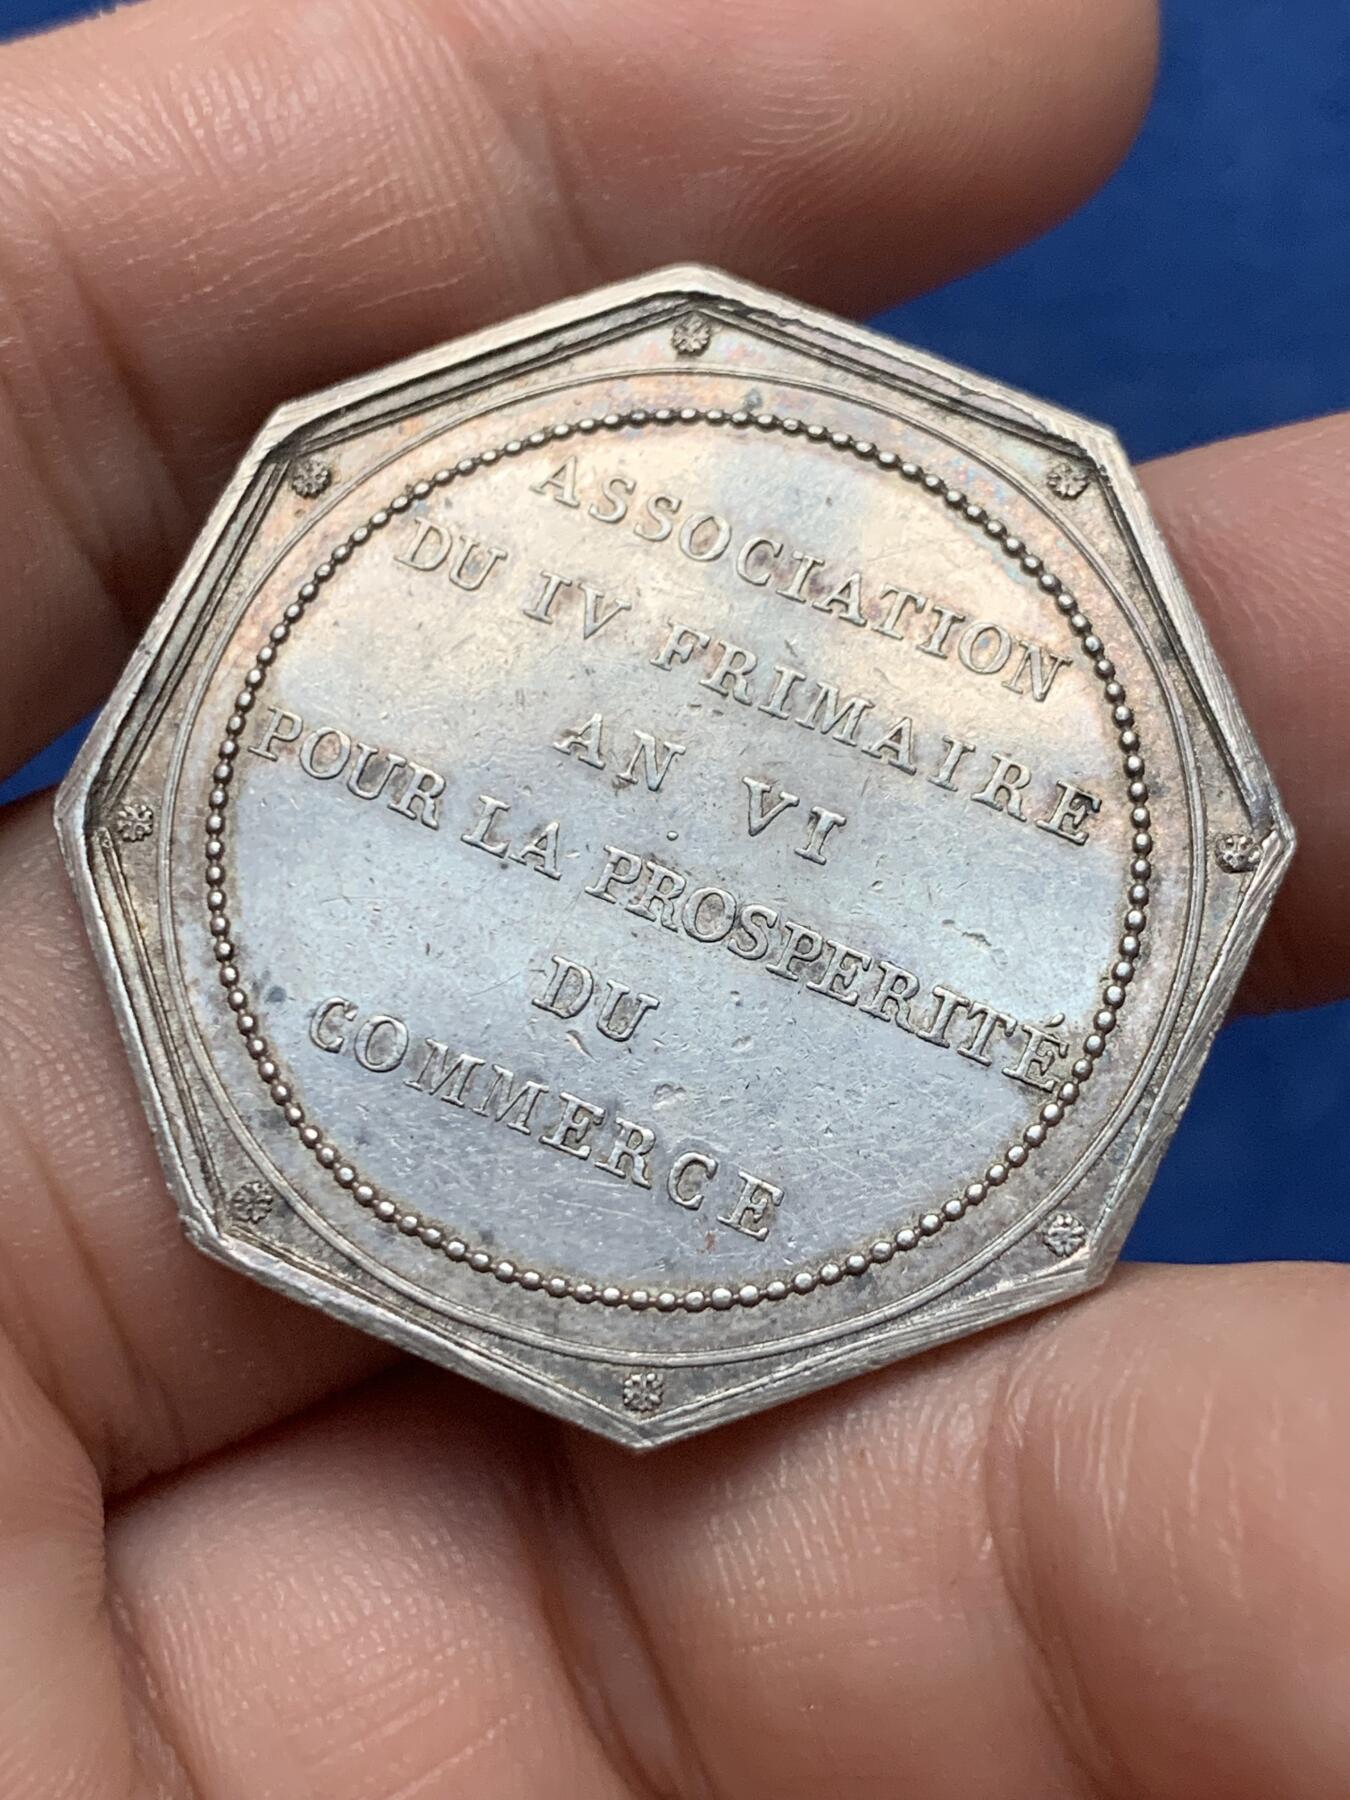 ASSOCIATION
DU IV FRIMAIRE
AN VI
POUR LA PROSPERITÉ
DU
COMMERCE